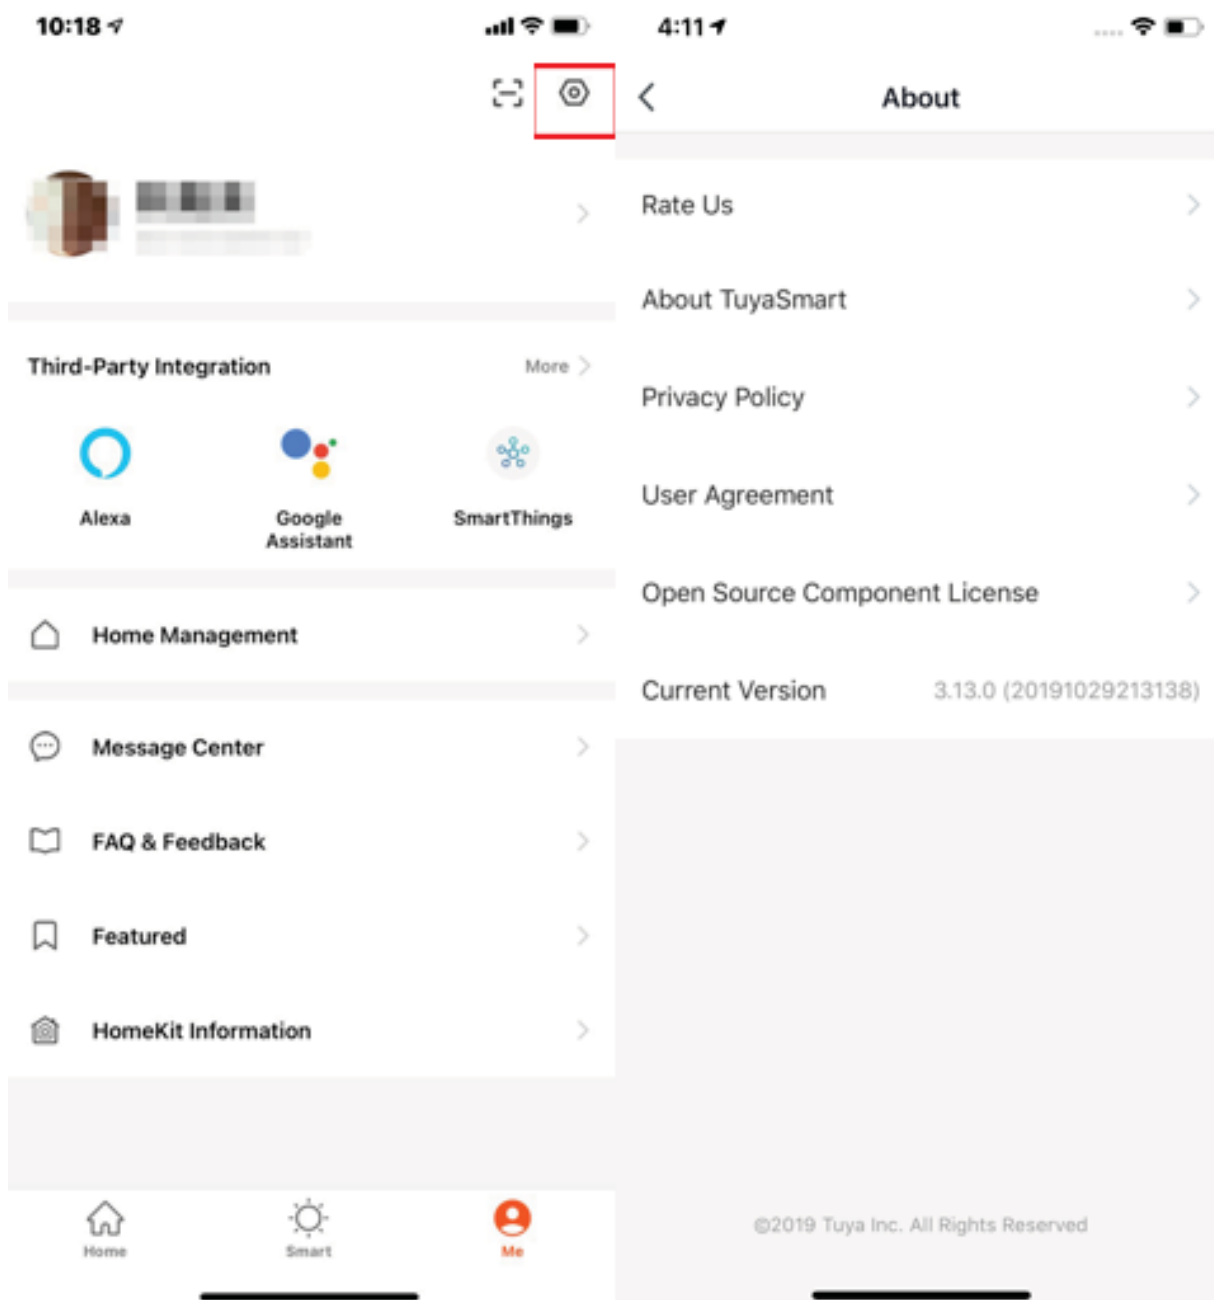 10:18
Third-Party Integration
More
Alexa
Google
Assistant
SmartThings
Home Management
Message Center
FAQ & Feedback
Featured
HomeKit Information
Home
Smart
Me
4:11
About
Rate Us
About TuyaSmart
Privacy Policy
User Agreement
Open Source Component License
Current Version 3.13.0 (20191029213138)
©2019 Tuya Inc. All Rights Reserved